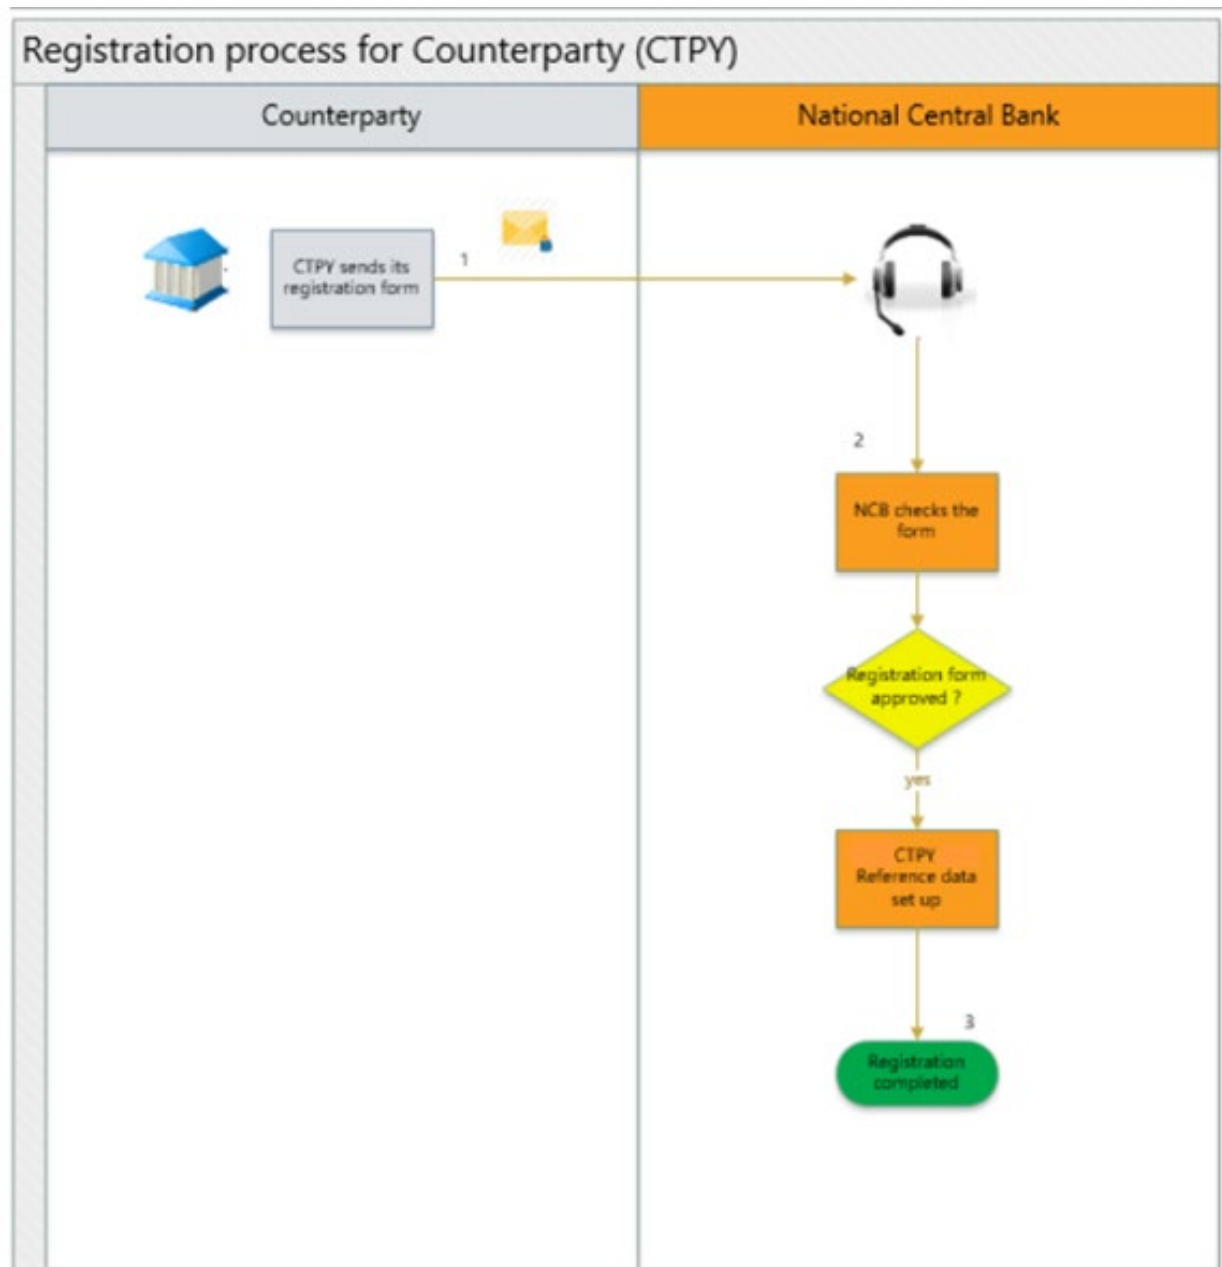 Registration process for Counterparty (CTPY)
Counterparty
National Central Bank
CTPY sends its
registration form
1
2
NCB checks the
form
Registration form
approved ?
yes
CTPY
Reference data
set up
3
Registration
completed